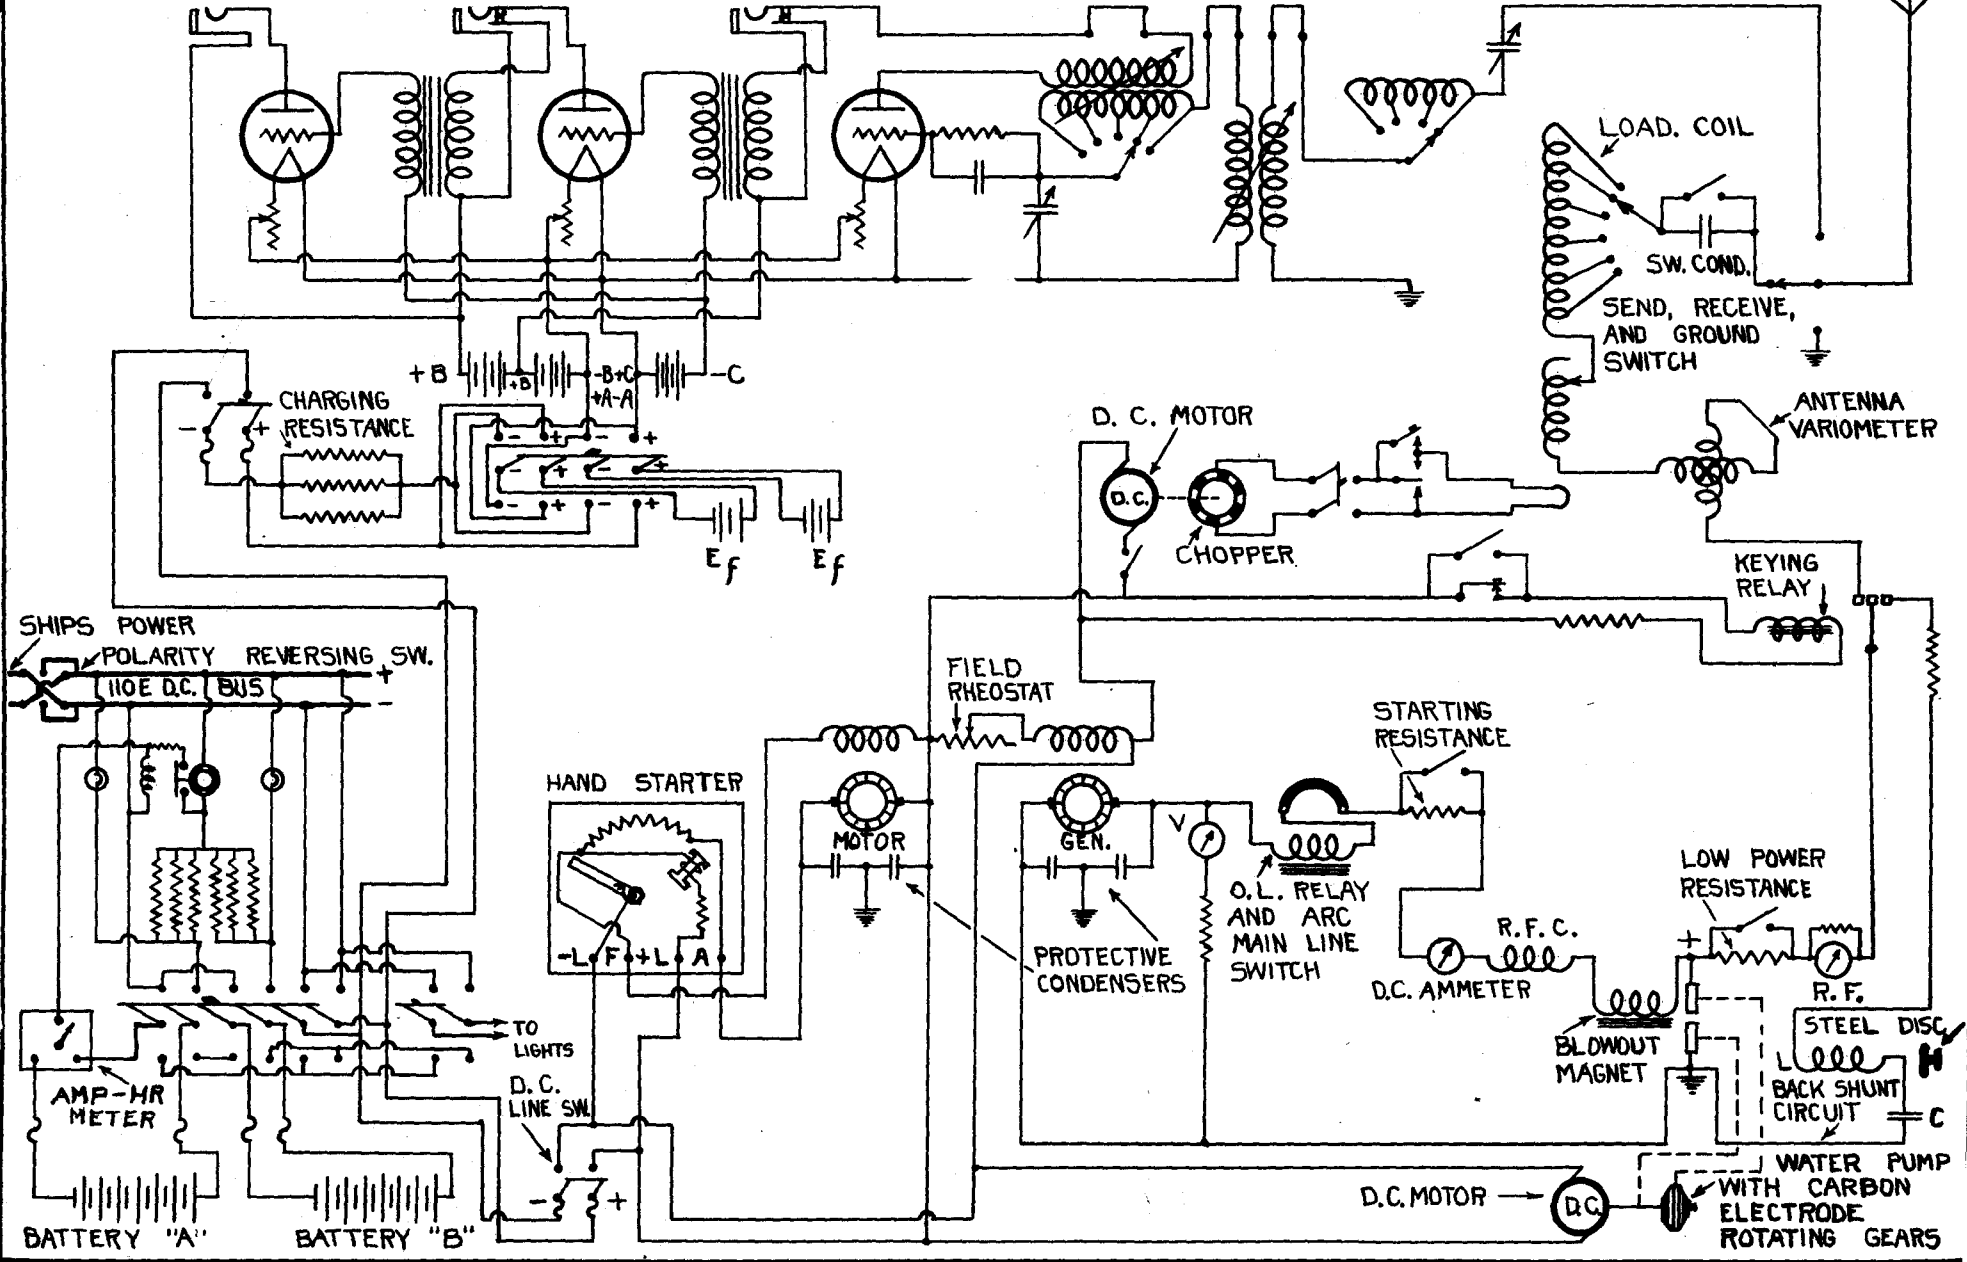 LOAD. COIL
SW. COND.
SEND, RECEIVE,
AND GROUND
SWITCH
+B
+B
-B+C
+A-A
-C
CHARGING
RESISTANCE
- +
- + - +
- + - +
- + - +
Ef
Ef
D. C. MOTOR
D.C.
CHOPPER
ANTENNA
VARIOMETER
KEYING
RELAY
SHIPS POWER
POLARITY REVERSING SW.
+
110E D.C. BUS
-
FIELD
RHEOSTAT
STARTING
RESISTANCE
HAND STARTER
-L F +L A
MOTOR
GEN.
V
O.L. RELAY
AND ARC
MAIN LINE
SWITCH
PROTECTIVE
CONDENSERS
LOW POWER
RESISTANCE
R.F.C.
D.C. AMMETER
+
R.F.
BLOWOUT
MAGNET
STEEL DISC
L
BACK SHUNT
CIRCUIT
C
TO
LIGHTS
AMP-HR
METER
D.C.
LINE SW.
- +
BATTERY "A"
BATTERY "B"
D.C. MOTOR
D.C.
WATER PUMP
WITH CARBON
ELECTRODE
ROTATING GEARS